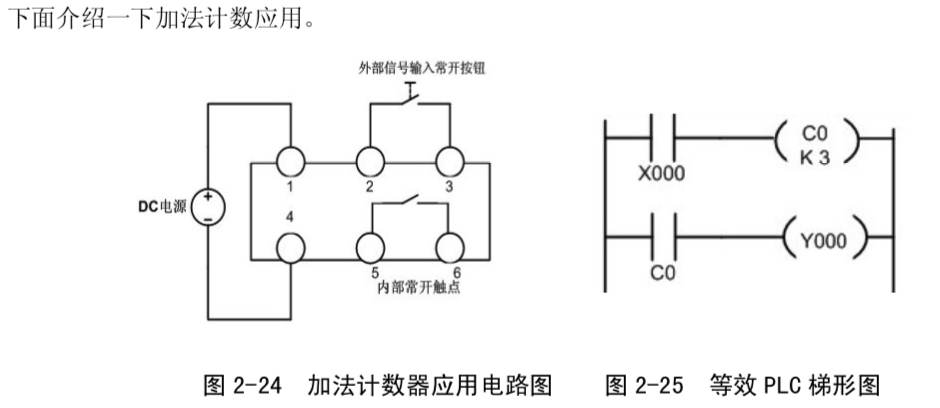 下面介绍一下加法计数应用。
外部信号输入常开按钮
1
2
3
DC电源
+
-
4
5
6
内部常开触点
X000
C0
K 3
C0
Y000
图 2-24 加法计数器应用电路图
图 2-25 等效 PLC 梯形图